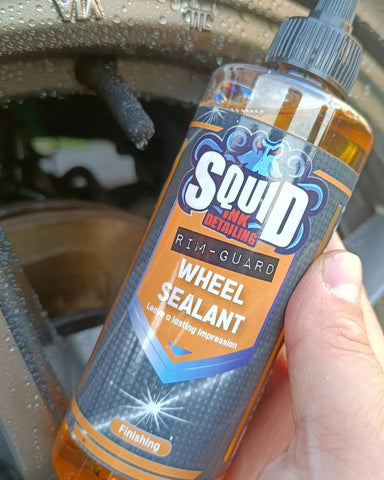 SQUID
INK
DETAILING
RIM-GUARD
WHEEL
SEALANT
Leave a lasting impression
Finishing